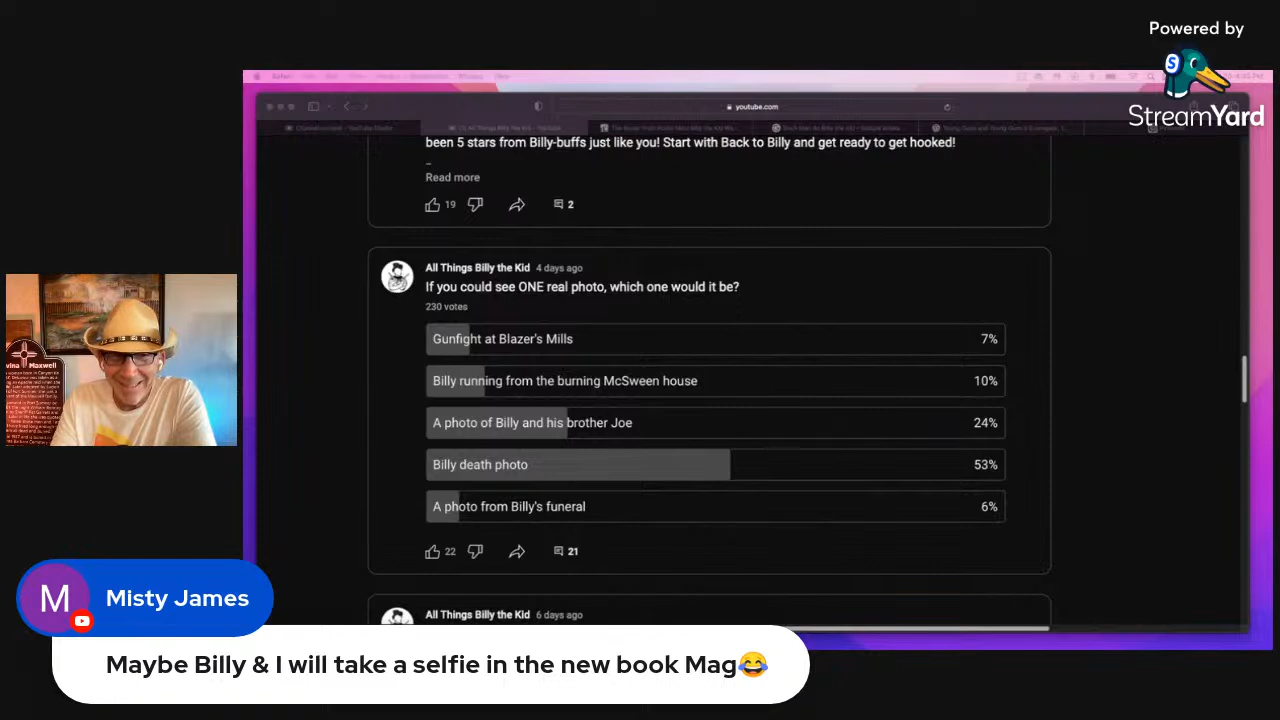 Powered by
StreamYard
youtube.com
been 5 stars from Billy-buffs just like you! Start with Back to Billy and get ready to get hooked!
Read more
19
2
All Things Billy the Kid 4 days ago
If you could see ONE real photo, which one would it be?
230 votes
Gunfight at Blazer's Mills 7%
Billy running from the burning McSween house 10%
A photo of Billy and his brother Joe 24%
Billy death photo 53%
A photo from Billy's funeral 6%
22
21
All Things Billy the Kid 6 days ago
Maxwell
M
Misty James
Maybe Billy & I will take a selfie in the new book Mag😂